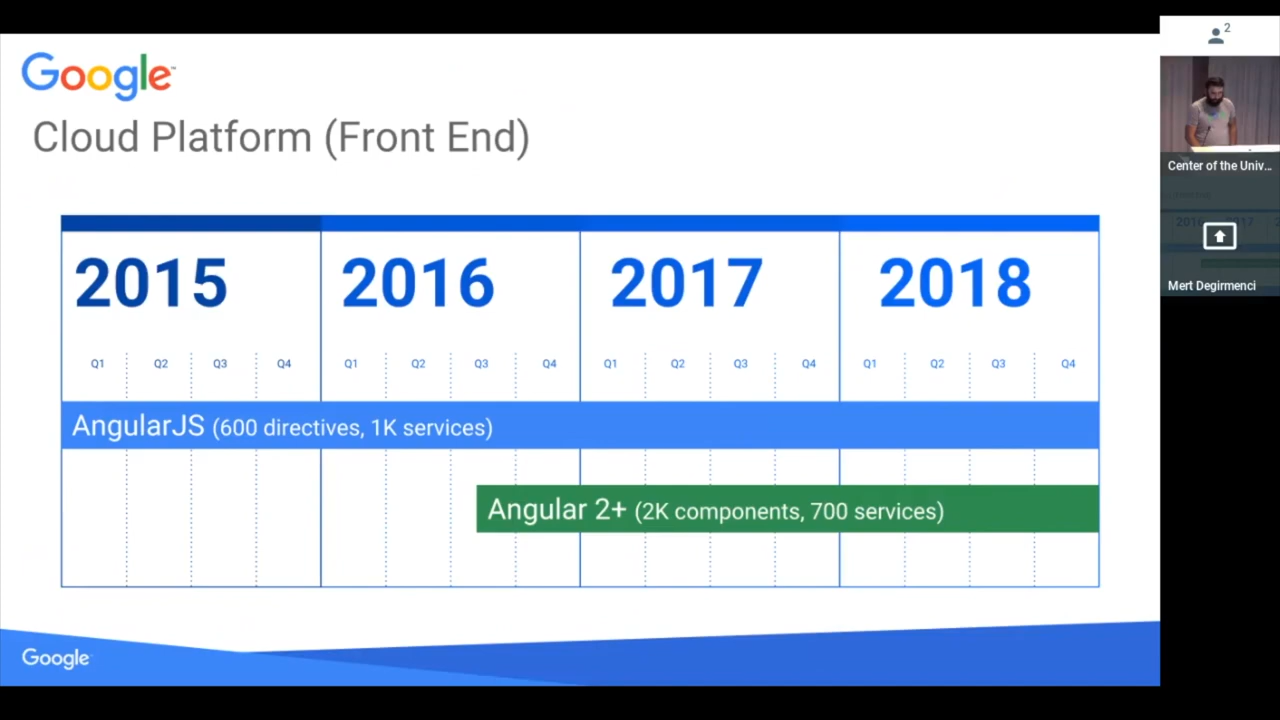 Google
Cloud Platform (Front End)
2015 2016 2017 2018
Q1 Q2 Q3 Q4 Q1 Q2 Q3 Q4 Q1 Q2 Q3 Q4 Q1 Q2 Q3 Q4
AngularJS (600 directives, 1K services)
Angular 2+ (2K components, 700 services)
Google
2
Center of the Univ...
Mert Degirmenci